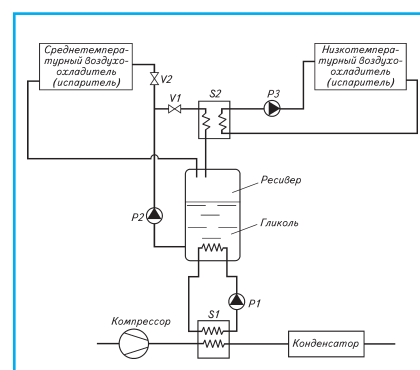 Среднетемпера-
турный воздухо-
охладитель
(испаритель)
V2
V1
S2
P3
Низкотемпера-
турный воздухо-
охладитель
(испаритель)
Ресивер
Гликоль
P2
P1
S1
Компрессор
Конденсатор